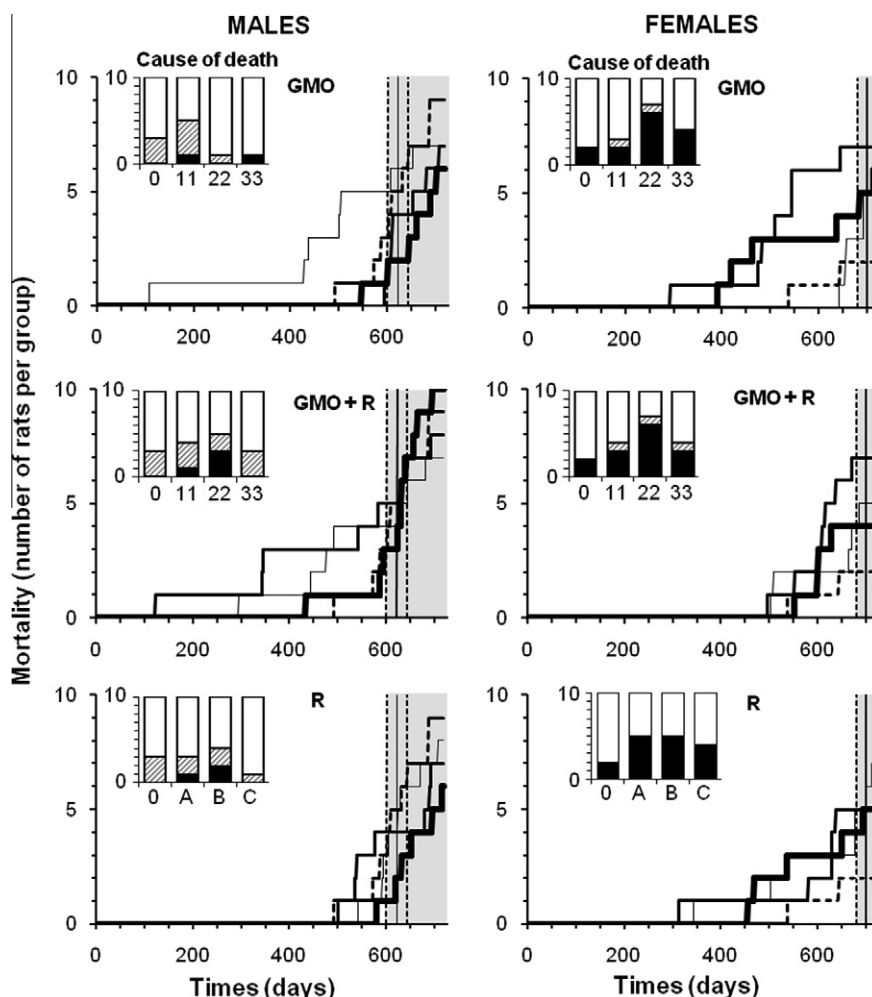 MALES
FEMALES
Mortality (number of rats per group)
Cause of death
GMO
10
0
0 11 22 33
10
5
0
0 200 400 600
Cause of death
GMO
10
0
0 11 22 33
10
5
0
0 200 400 600
GMO + R
10
0
0 11 22 33
10
5
0
0 200 400 600
GMO + R
10
0
0 11 22 33
10
5
0
0 200 400 600
R
10
0
0 A B C
10
5
0
0 200 400 600
Times (days)
R
10
0
0 A B C
10
5
0
0 200 400 600
Times (days)